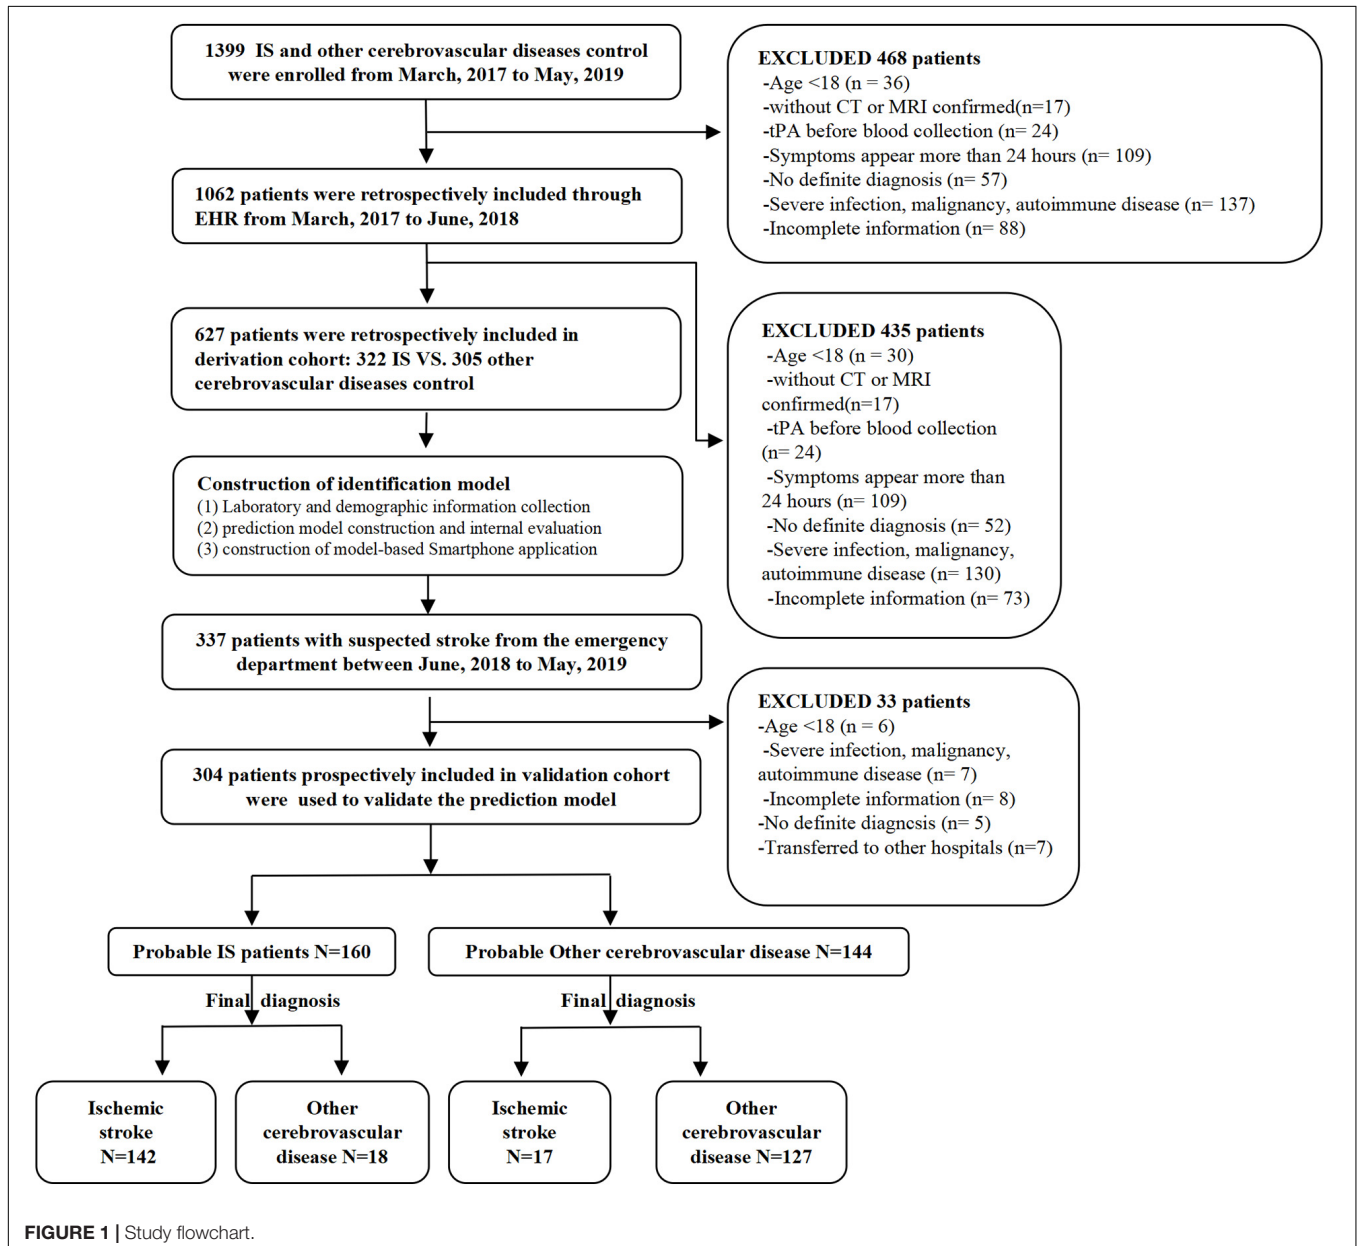 1399 IS and other cerebrovascular diseases control
were enrolled from March, 2017 to May, 2019
EXCLUDED 468 patients
-Age <18 (n = 36)
-without CT or MRI confirmed(n=17)
-tPA before blood collection (n= 24)
-Symptoms appear more than 24 hours (n= 109)
-No definite diagnosis (n= 57)
-Severe infection, malignancy, autoimmune disease (n= 137)
-Incomplete information (n= 88)
1062 patients were retrospectively included through
EHR from March, 2017 to June, 2018
627 patients were retrospectively included in
derivation cohort: 322 IS VS. 305 other
cerebrovascular diseases control
EXCLUDED 435 patients
-Age <18 (n = 30)
-without CT or MRI
confirmed(n=17)
-tPA before blood collection
(n= 24)
-Symptoms appear more than
24 hours (n= 109)
-No definite diagnosis (n= 52)
-Severe infection, malignancy,
autoimmune disease (n= 130)
-Incomplete information (n= 73)
Construction of identification model
(1) Laboratory and demographic information collection
(2) prediction model construction and internal evaluation
(3) construction of model-based Smartphone application
337 patients with suspected stroke from the emergency
department between June, 2018 to May, 2019
EXCLUDED 33 patients
-Age <18 (n = 6)
-Severe infection, malignancy,
autoimmune disease (n= 7)
-Incomplete information (n= 8)
-No definite diagncsis (n= 5)
-Transferred to other hospitals (n=7)
304 patients prospectively included in validation cohort
were used to validate the prediction model
Probable IS patients N=160
Probable Other cerebrovascular disease N=144
Final diagnosis
Final diagnosis
Ischemic
stroke
N=142
Other
cerebrovascular
disease N=18
Ischemic
stroke
N=17
Other
cerebrovascular
disease N=127
FIGURE 1 | Study flowchart.